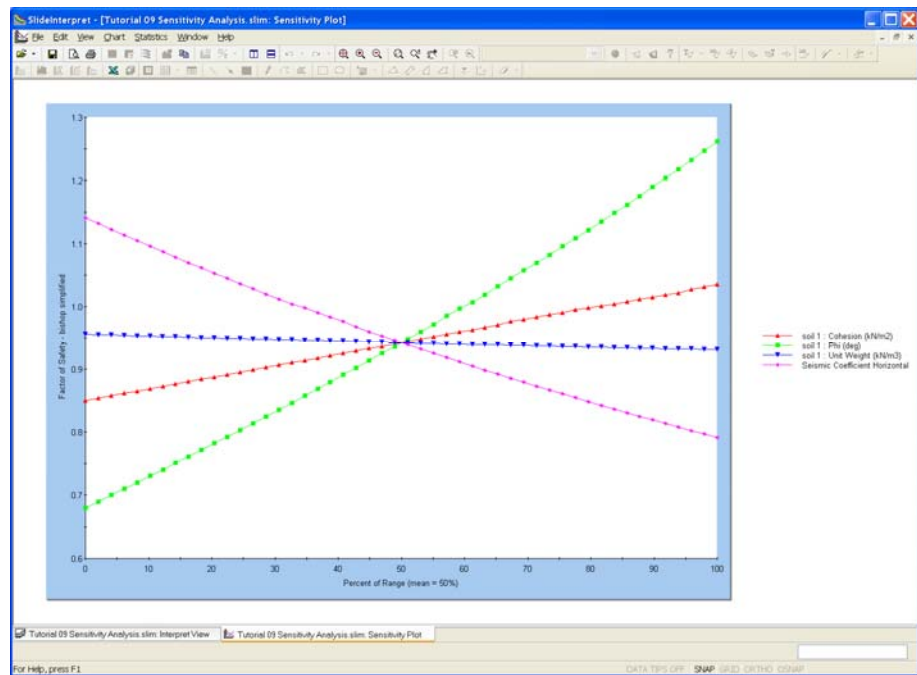 SlideInterpret - [Tutorial 09 Sensitivity Analysis.slim: Sensitivity Plot]
File Edit View Chart Statistics Window Help
1.3
1.2
1.1
1.0
0.9
0.8
0.7
0.6
Factor of Safety - bishop simplified
0 10 20 30 40 50 60 70 80 90 100
Percent of Range (mean = 50%)
soil 1 : Cohesion (kN/m2)
soil 1 : Phi (deg)
soil 1 : Unit Weight (kN/m3)
Seismic Coefficient Horizontal
Tutorial 09 Sensitivity Analysis.slim: Interpret View Tutorial 09 Sensitivity Analysis.slim: Sensitivity Plot
For Help, press F1 DATA TIPS OFF SNAP GRID ORTHO OSNAP